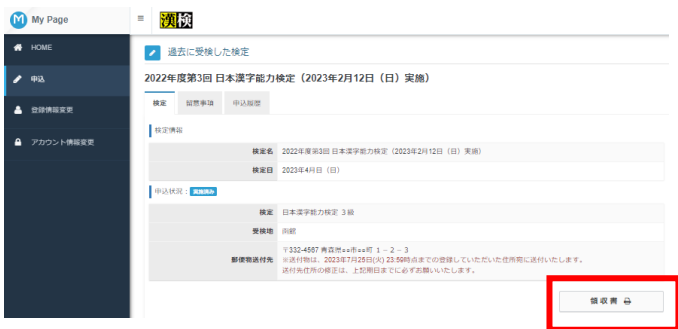 M My Page
漢検
HOME
申込
登録情報変更
アカウント情報変更
過去に受検した検定
2022年度第3回 日本漢字能力検定（2023年2月12日（日）実施）
検定 留意事項 申込履歴
検定情報
検定名 2022年度第3回 日本漢字能力検定（2023年2月12日（日）実施）
検定日 2023年4月日（日）
申込状況：実施済み
検定 日本漢字能力検定 3級
受検地 函館
郵便物送付先 〒332-4567 青森県**市**町 1 - 2 - 3
※送付物は、2023年7月25日(火) 23:59時点までの登録していただいた住所宛に送付いたします。
送付先住所の修正は、上記期日までに必ずお願いいたします。
領収書